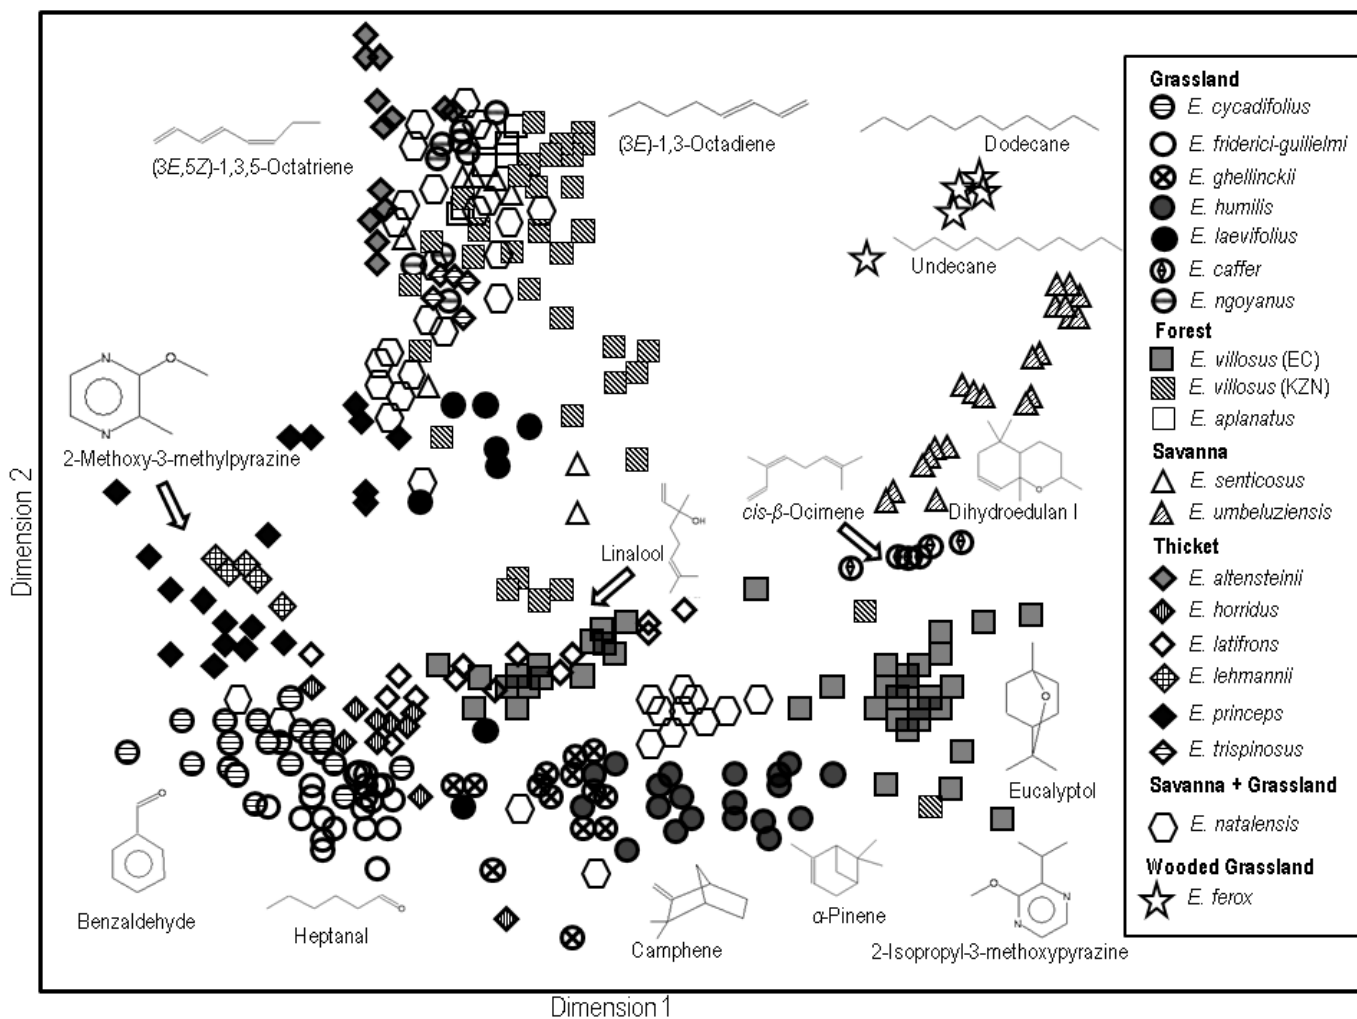 (3E,5Z)-1,3,5-Octatriene
(3E)-1,3-Octadiene
Dodecane
Undecane
N
O
N
2-Methoxy-3-methylpyrazine
OH
Linalool
cis-β-Ocimene
O
Dihydroedulan I
O
Eucalyptol
O
Benzaldehyde
O
Heptanal
Camphene
α-Pinene
O
N
N
2-Isopropyl-3-methoxypyrazine
Dimension 1
Dimension 2
Grassland
E. cycadifolius
E. friderici-guilielmi
E. ghellinckii
E. humilis
E. laevifolius
E. caffer
E. ngoyanus
Forest
E. villosus (EC)
E. villosus (KZN)
E. aplanatus
Savanna
E. senticosus
E. umbeluziensis
Thicket
E. altensteinii
E. horridus
E. latifrons
E. lehmannii
E. princeps
E. trispinosus
Savanna + Grassland
E. natalensis
Wooded Grassland
E. ferox